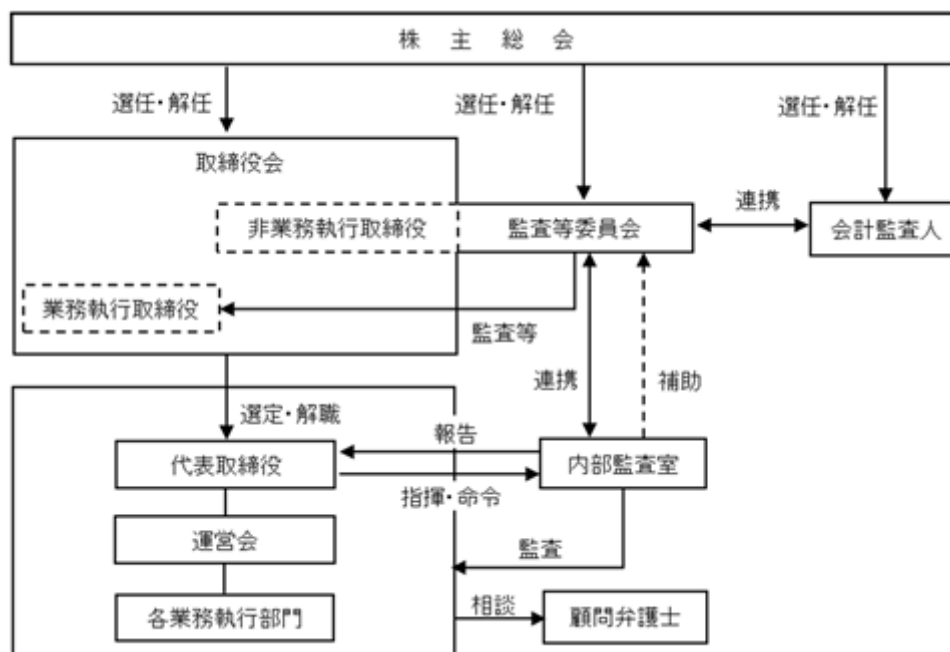 株主総会
選任・解任
選任・解任
選任・解任
取締役会
非業務執行取締役
監査等委員会
連携
会計監査人
業務執行取締役
監査等
連携
補助
選定・解職
報告
代表取締役
内部監査室
指揮・命令
運営会
監査
各業務執行部門
相談
顧問弁護士